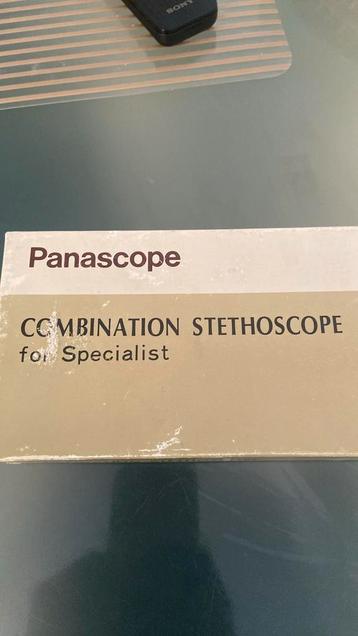 SONY
Panascope
COMBINATION STETHOSCOPE
for Specialist